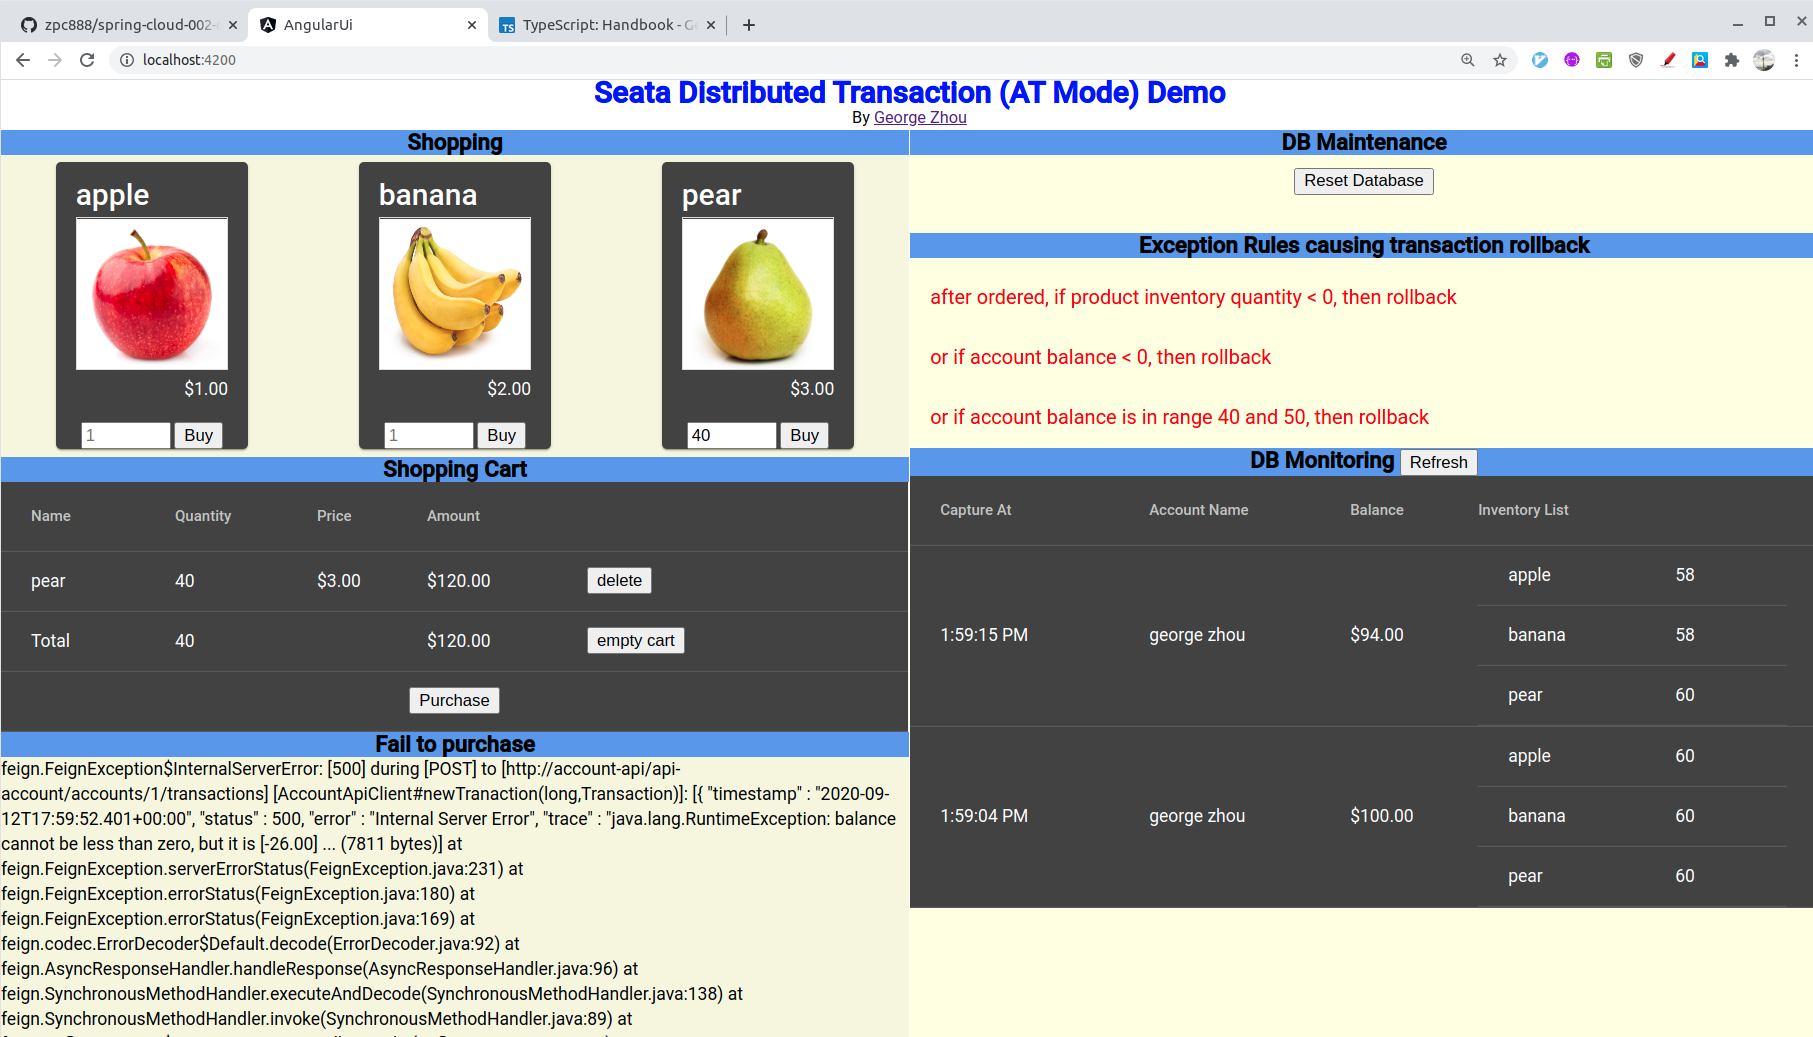 zpc888/spring-cloud-002-
AngularUi
TypeScript: Handbook - G
localhost:4200
Seata Distributed Transaction (AT Mode) Demo
By George Zhou
Shopping
apple
banana
pear
$1.00
$2.00
$3.00
1 Buy
1 Buy
40 Buy
Shopping Cart
Name Quantity Price Amount
pear 40 $3.00 $120.00 delete
Total 40 $120.00 empty cart
Purchase
Fail to purchase
feign.FeignException$InternalServerError: [500] during [POST] to [http://account-api/api-
account/accounts/1/transactions] [AccountApiClient#newTranaction(long,Transaction)]: [{ "timestamp" : "2020-09-
12T17:59:52.401+00:00", "status" : 500, "error" : "Internal Server Error", "trace" : "java.lang.RuntimeException: balance
cannot be less than zero, but it is [-26.00] ... (7811 bytes)] at
feign.FeignException.serverErrorStatus(FeignException.java:231) at
feign.FeignException.errorStatus(FeignException.java:180) at
feign.FeignException.errorStatus(FeignException.java:169) at
feign.codec.ErrorDecoder$Default.decode(ErrorDecoder.java:92) at
feign.AsyncResponseHandler.handleResponse(AsyncResponseHandler.java:96) at
feign.SynchronousMethodHandler.executeAndDecode(SynchronousMethodHandler.java:138) at
feign.SynchronousMethodHandler.invoke(SynchronousMethodHandler.java:89) at
DB Maintenance
Reset Database
Exception Rules causing transaction rollback
after ordered, if product inventory quantity < 0, then rollback
or if account balance < 0, then rollback
or if account balance is in range 40 and 50, then rollback
DB Monitoring Refresh
Capture At Account Name Balance Inventory List
apple 58
1:59:15 PM george zhou $94.00 banana 58
pear 60
apple 60
1:59:04 PM george zhou $100.00 banana 60
pear 60